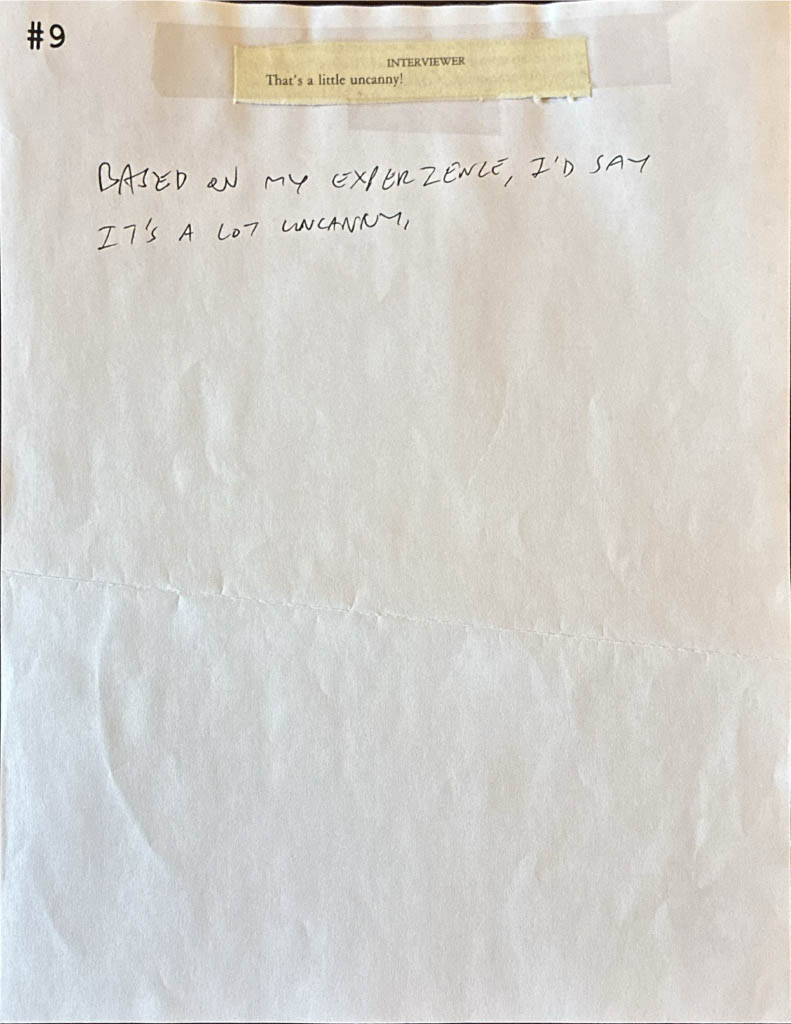 #9
INTERVIEWER
That's a little uncanny!
BASED ON MY EXPERIENCE, I'D SAY
IT'S A LOT UNCANNY,